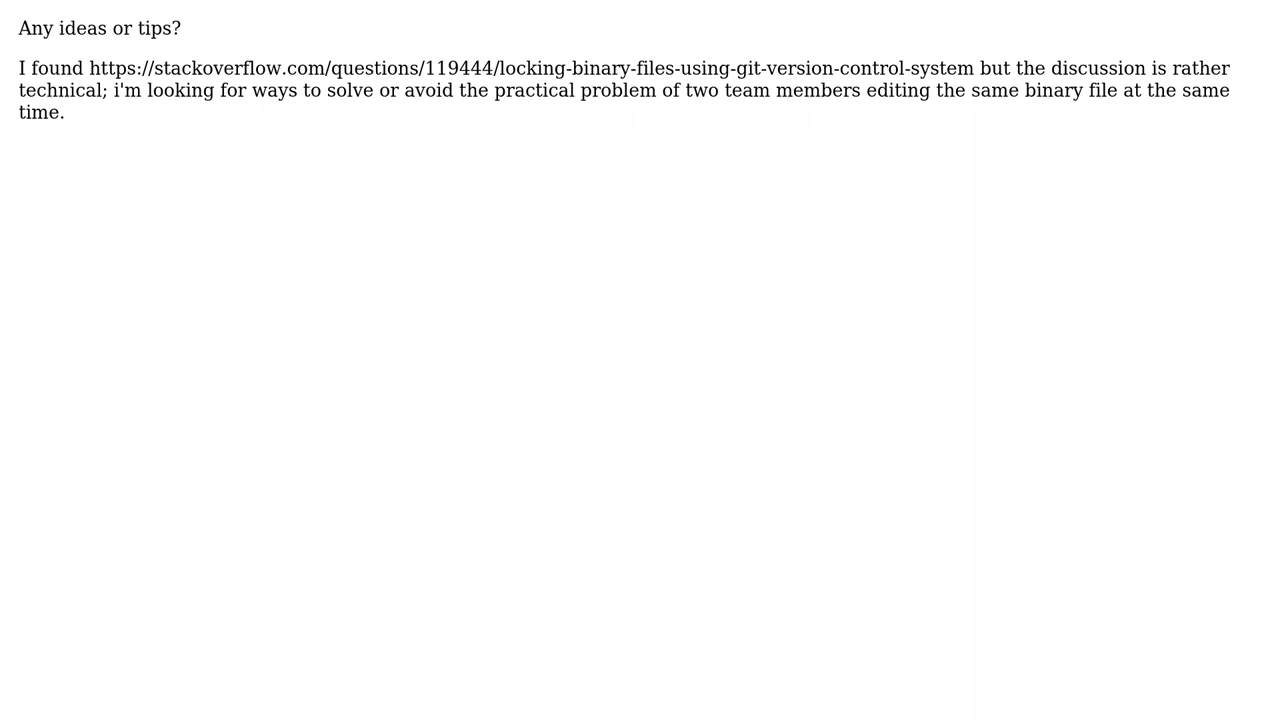 Any ideas or tips?
I found https://stackoverflow.com/questions/119444/locking-binary-files-using-git-version-control-system but the discussion is rather
technical; i'm looking for ways to solve or avoid the practical problem of two team members editing the same binary file at the same
time.